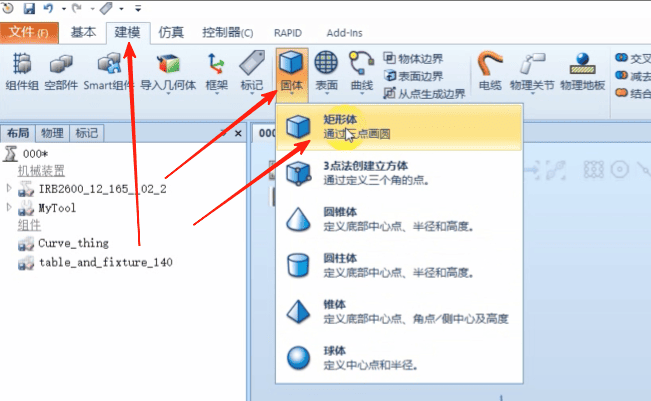 文件(F) 基本 建模 仿真 控制器(C) RAPID Add-Ins
组件组 空部件 Smart组件 导入几何体 框架 标记 固体 表面 曲线 物体边界 电缆 物理关节 物理地板 交叉
表面边界 减去
从点生成边界 结合
布局 物理 标记
000*
机械装置
IRB2600_12_165__02_2
MyTool
组件
Curve_thing
table_and_fixture_140
矩形体
通过三点画圆
3点法创建立方体
通过定义三个角的点。
圆锥体
定义底部中心点、半径和高度。
圆柱体
定义底部中心点、半径和高度。
锥体
定义底部中心点、角点/侧中心及高度
球体
定义中心点和半径。